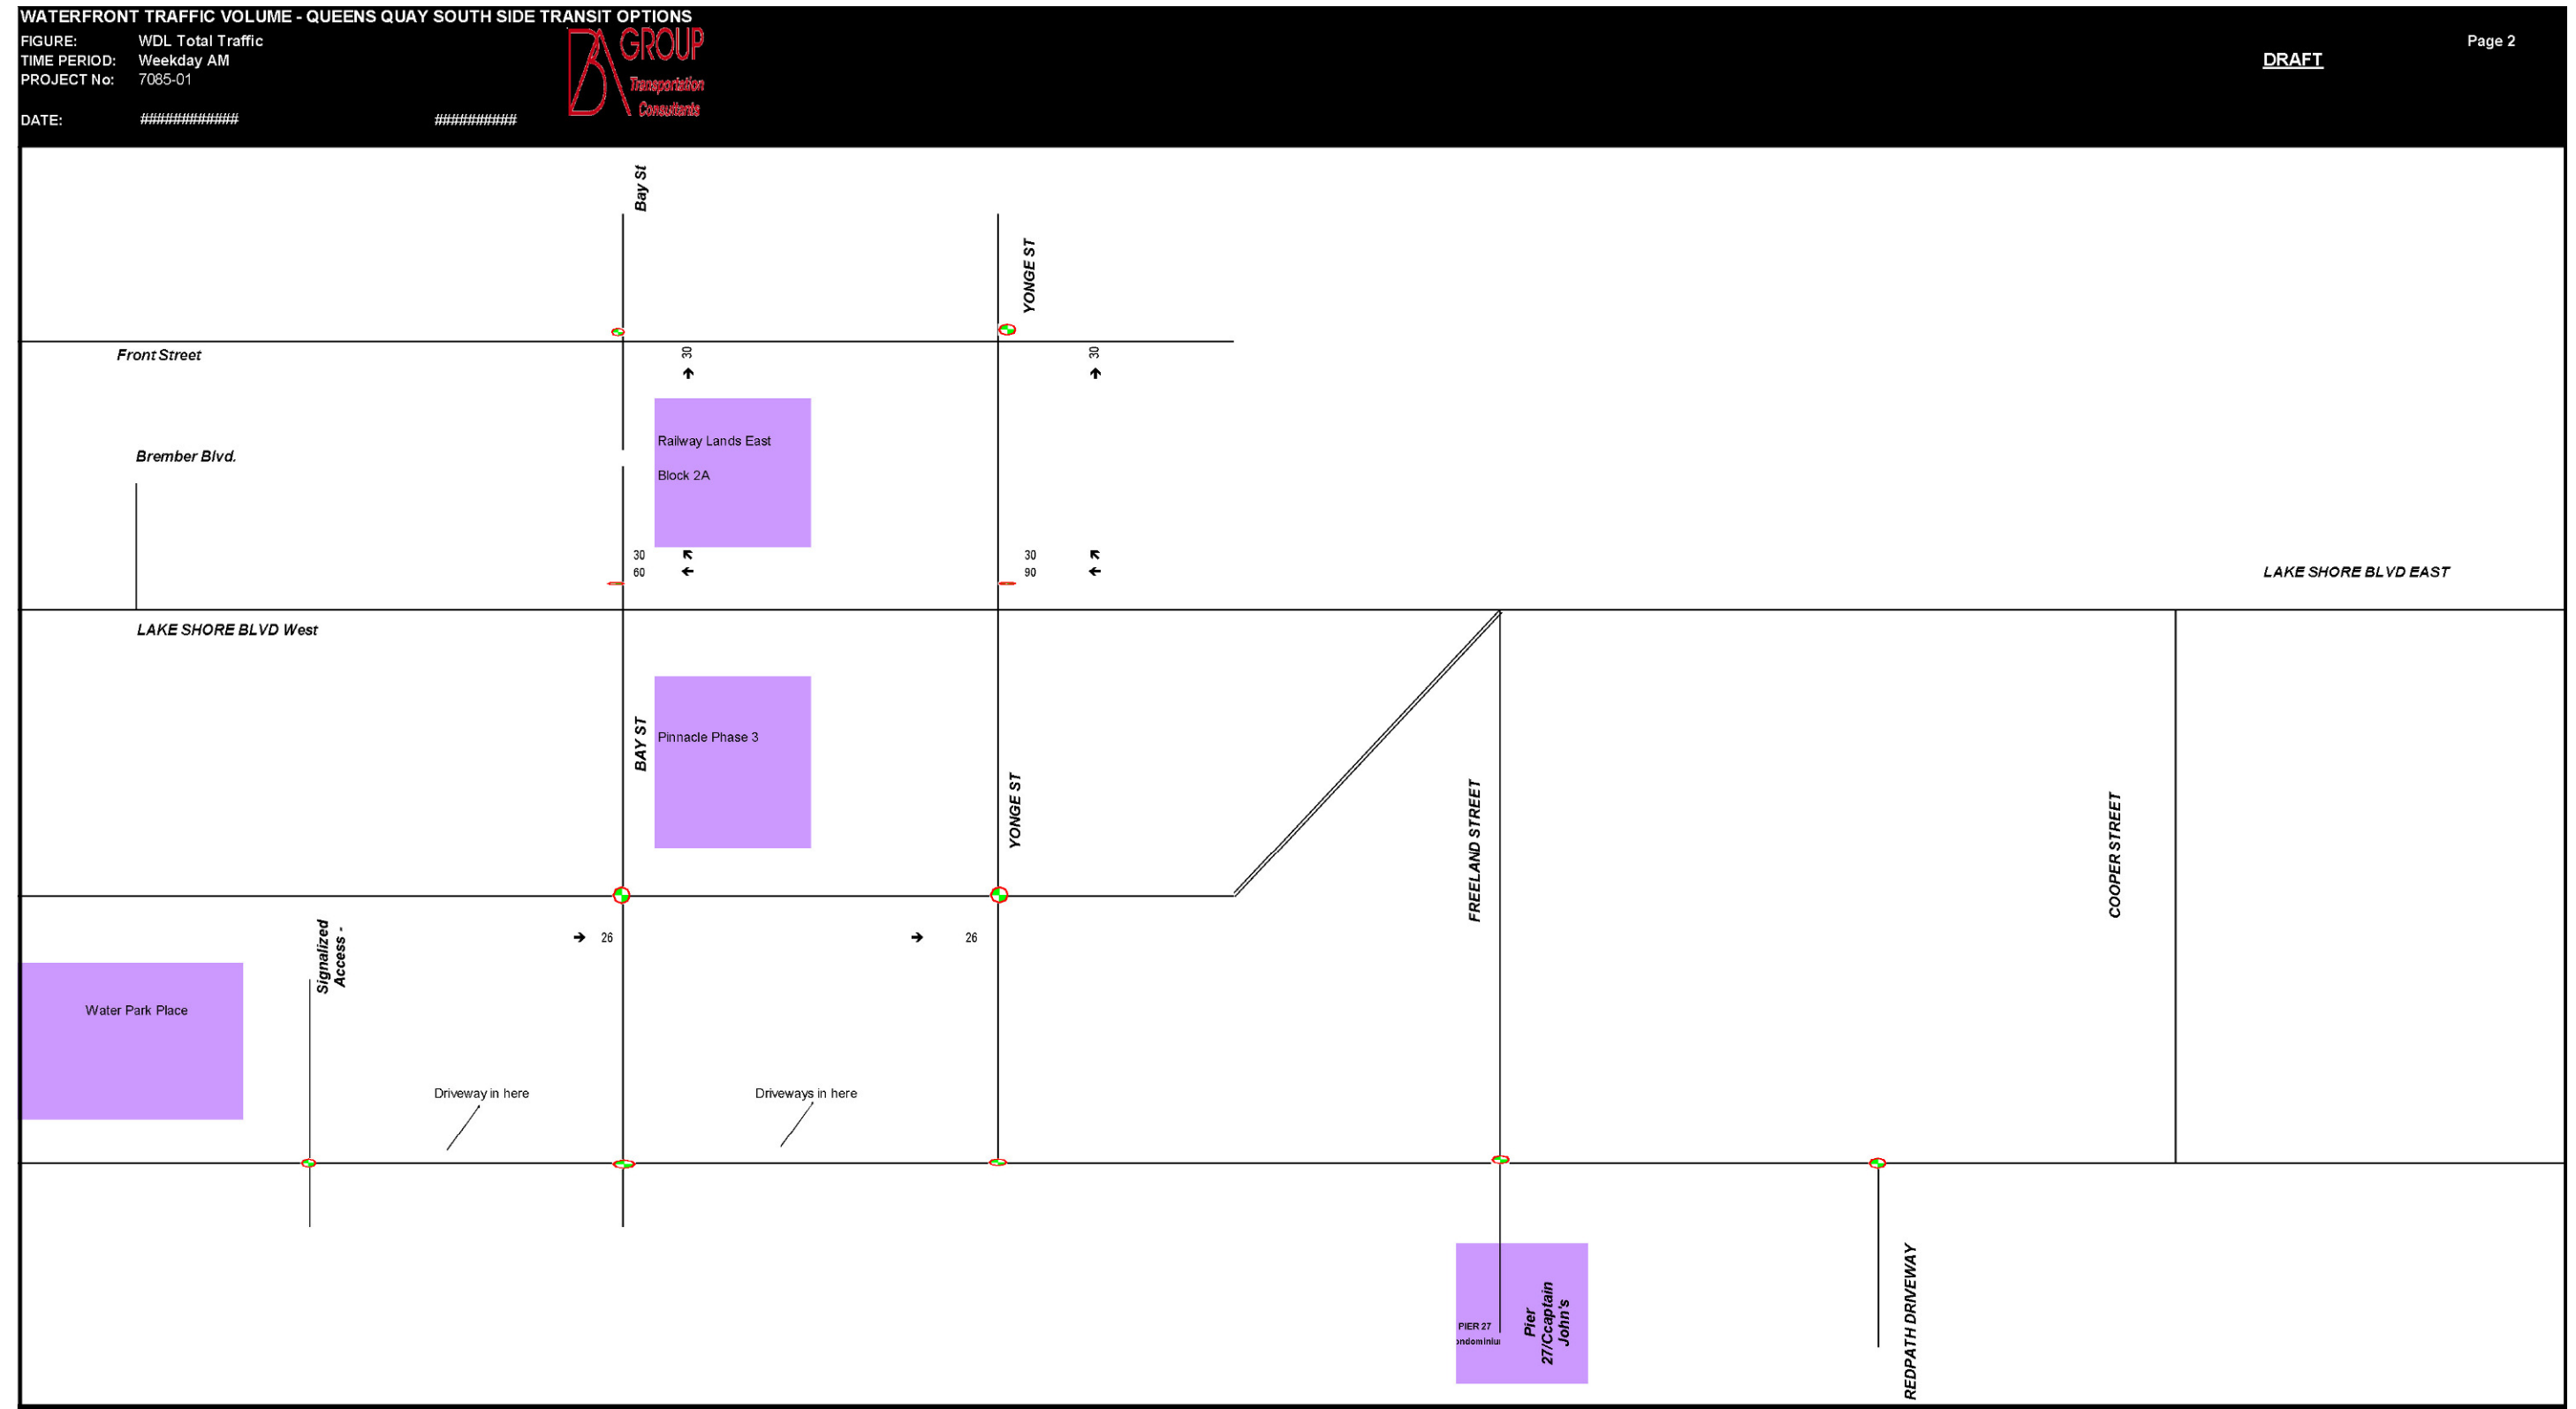 WATERFRONT TRAFFIC VOLUME - QUEENS QUAY SOUTH SIDE TRANSIT OPTIONS
FIGURE: WDL Total Traffic
TIME PERIOD: Weekday AM
PROJECT No: 7085-01
DATE: ############ ##########
BA GROUP
Transportation
Consultants
DRAFT
Page 2
Bay St
YONGE ST
Front Street
30
30
Railway Lands East
Block 2A
Brember Blvd.
30
60
30
90
LAKE SHORE BLVD EAST
LAKE SHORE BLVD West
BAY ST
Pinnacle Phase 3
YONGE ST
FREELAND STREET
COOPER STREET
Signalized
Access -
26
26
Water Park Place
Driveway in here
Driveways in here
PIER 27
ondominiu
Pier
27/Ccaptain
John's
REDPATH DRIVEWAY